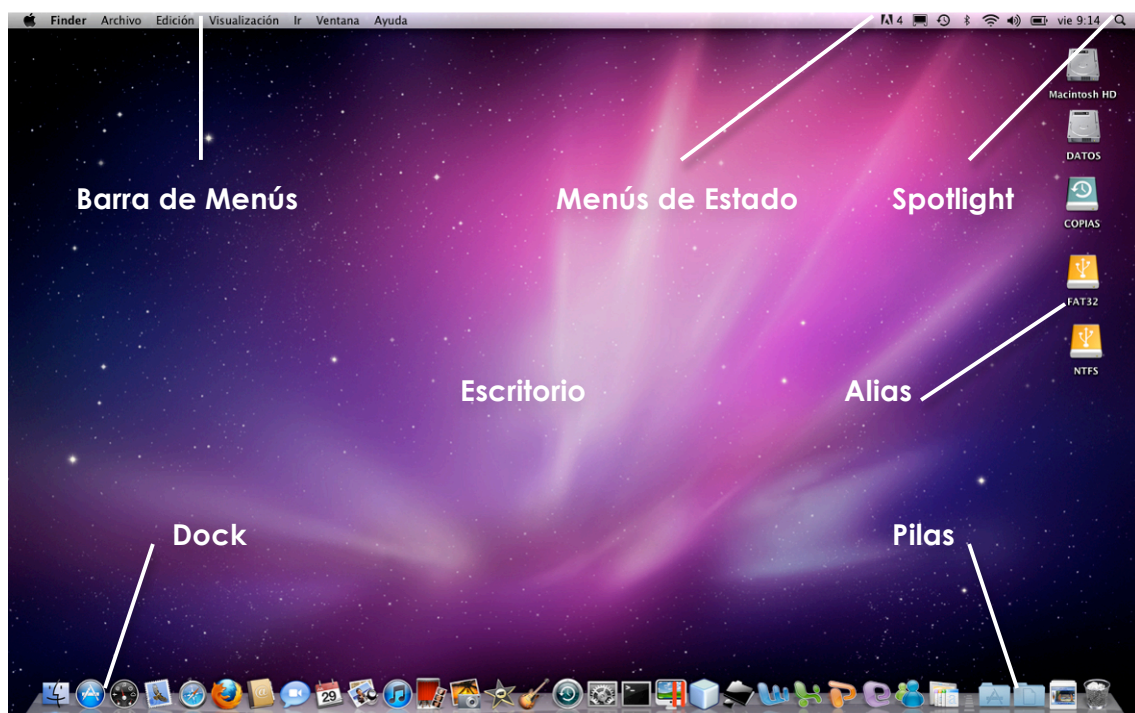 Finder Archivo Edición Visualización Ir Ventana Ayuda 4 vie 9:14
Macintosh HD
DATOS
Barra de Menús Menús de Estado Spotlight
COPIAS
FAT32
NTFS
Escritorio Alias
Dock Pilas
29